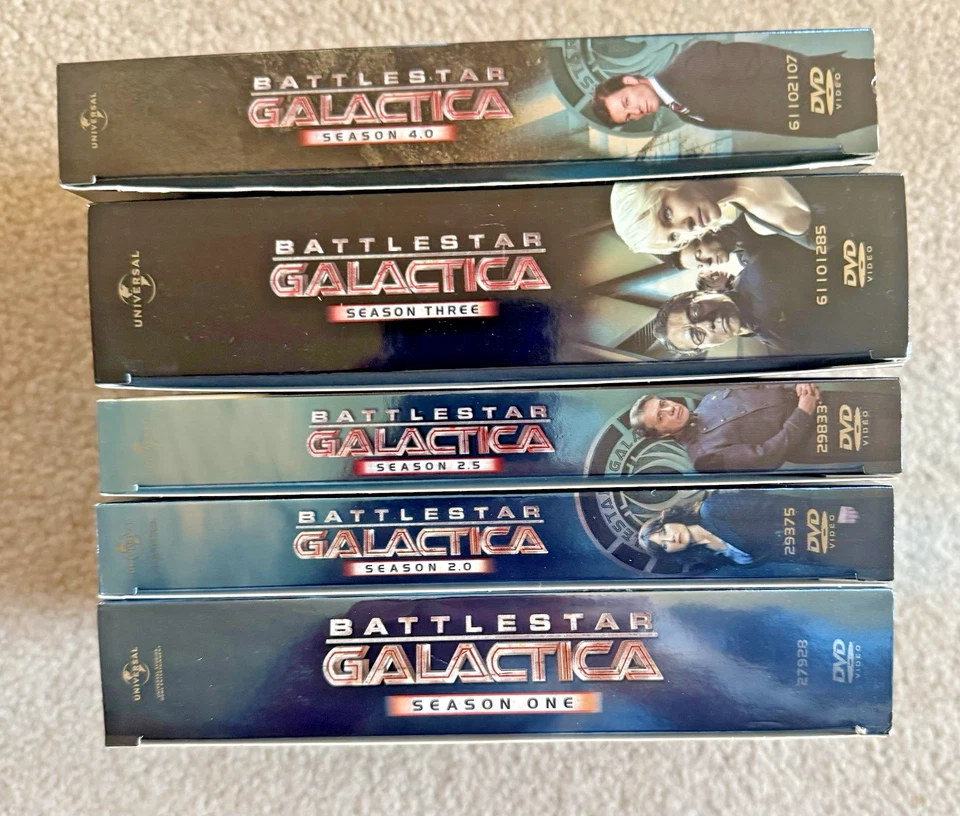 UNIVERSAL
BATTLESTAR
GALACTICA
SEASON 4.0
61102107
DVD
VIDEO
UNIVERSAL
BATTLESTAR
GALACTICA
SEASON THREE
61101285
DVD
VIDEO
BATTLESTAR
GALACTICA
SEASON 2.5
GALA
29833
DVD
VIDEO
BATTLESTAR
GALACTICA
SEASON 2.0
ESTA
29375
DVD
VIDEO
UNIVERSAL
BATTLESTAR
GALACTICA
SEASON ONE
27928
DVD
VIDEO